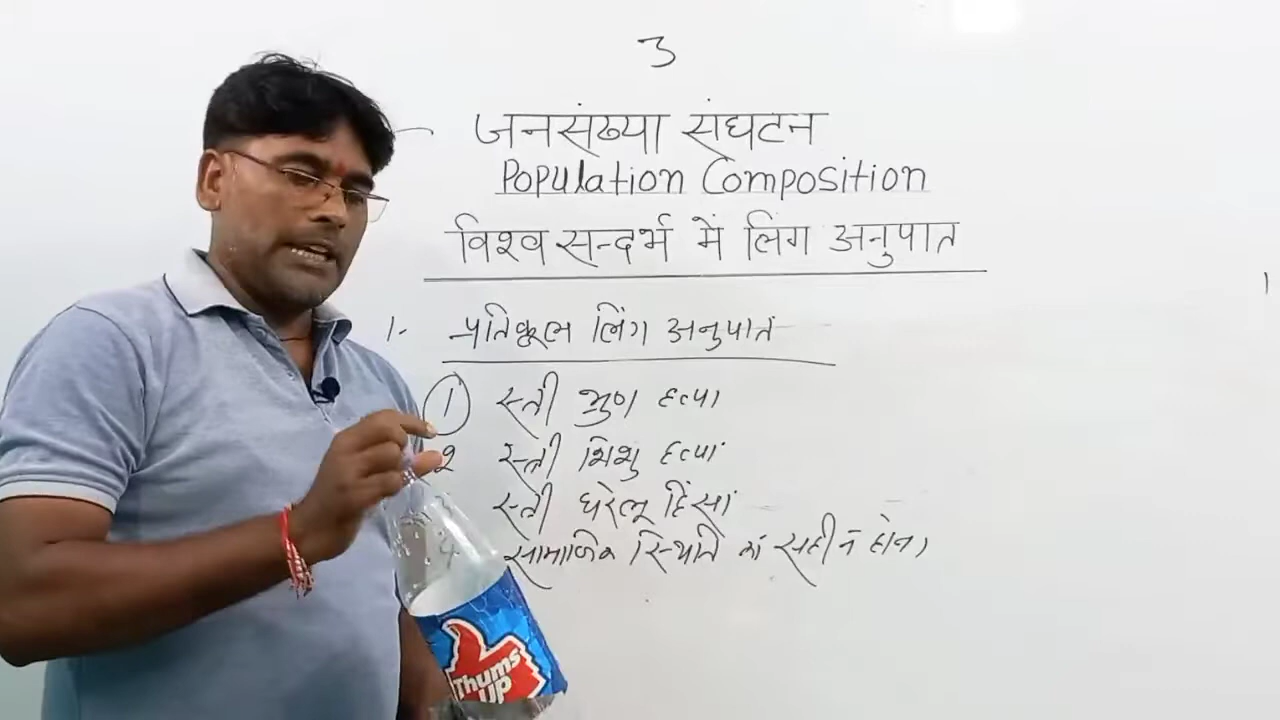 3
जनसंख्या संघटन
Population Composition
विश्व सन्दर्भ में लिंग अनुपात
1- प्रतिकूल लिंग अनुपात
1 स्त्री भ्रुण हत्या
2 स्त्री शिशु हत्या
स्त्री घरेलू हिंसा
4 सामाजिक स्थिति का सही न होना
Thums
Up